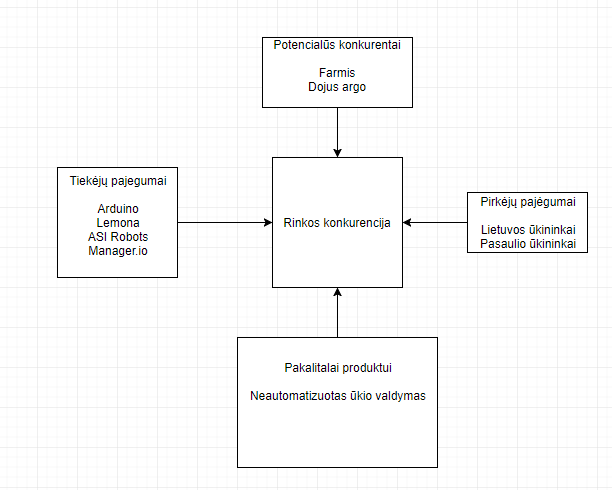 Potencialūs konkurentai
Farmis
Dojus argo
Tiekėjų pajegumai
Arduino
Lemona
ASI Robots
Manager.io
Rinkos konkurencija
Pirkėjų pajėgumai
Lietuvos ūkininkai
Pasaulio ūkininkai
Pakalitalai produktui
Neautomatizuotas ūkio valdymas